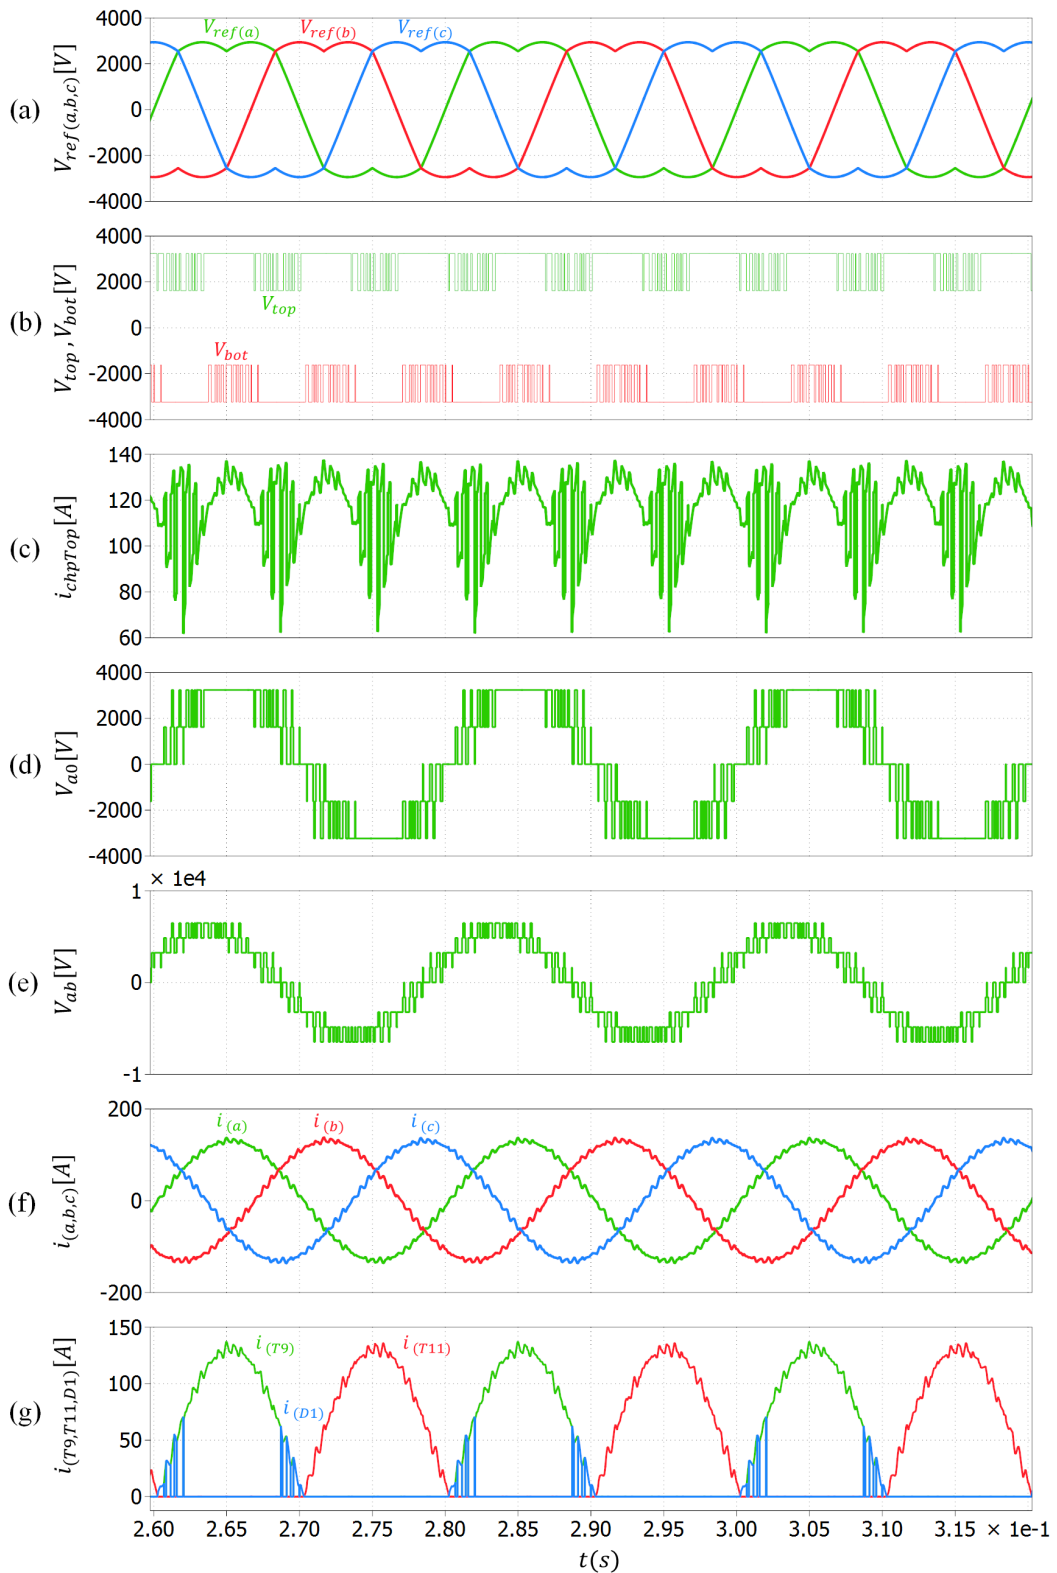 (a)
V_ref(a,b,c)[V]
4000
2000
0
-2000
-4000
V_ref(a) V_ref(b) V_ref(c)
(b)
V_top, V_bot[V]
4000
2000
0
-2000
-4000
V_top
V_bot
(c)
i_chpTop[A]
140
120
100
80
60
(d)
V_a0[V]
4000
2000
0
-2000
-4000
(e)
V_ab[V]
× 1e4
1
0
-1
(f)
i_(a,b,c)[A]
200
0
-200
i_(a) i_(b) i_(c)
(g)
i_(T9,T11,D1)[A]
150
100
50
0
i_(T9) i_(T11)
i_(D1)
2.60 2.65 2.70 2.75 2.80 2.85 2.90 2.95 3.00 3.05 3.10 3.15 × 1e-1
t(s)